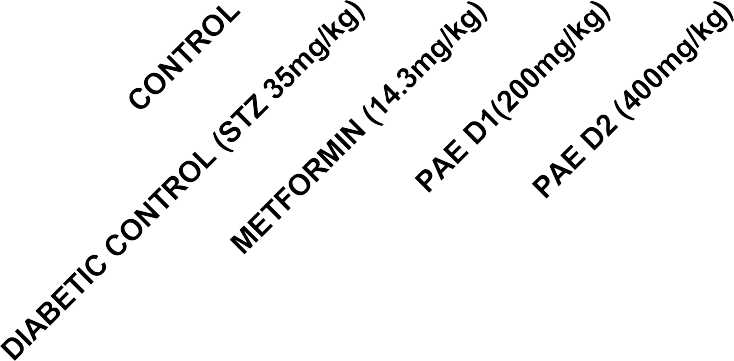 CONTROL
DIABETIC CONTROL (STZ 35mg/kg)
METFORMIN (14.3mg/kg)
PAE D1(200mg/kg)
PAE D2 (400mg/kg)